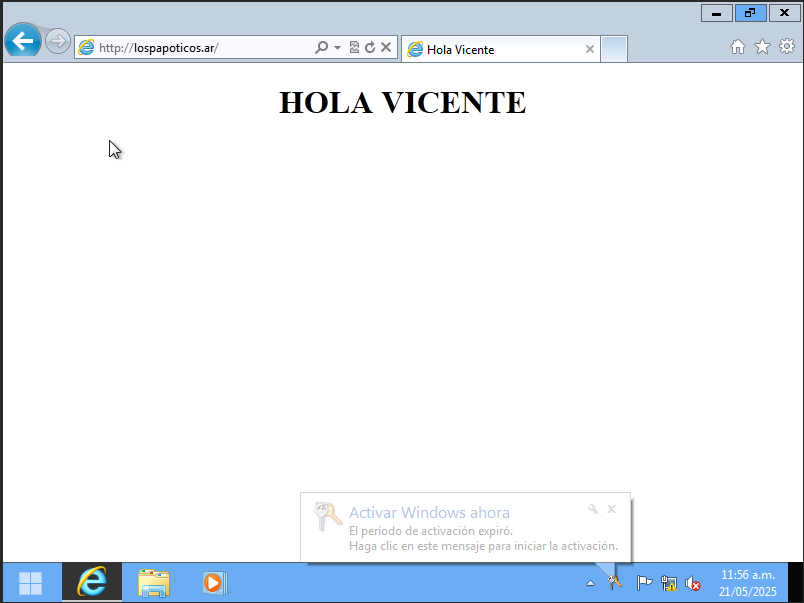 http://lospapoticos.ar/
Hola Vicente
HOLA VICENTE
Activar Windows ahora
El período de activación expiró.
Haga clic en este mensaje para iniciar la activación.
11:56 a.m.
21/05/2025